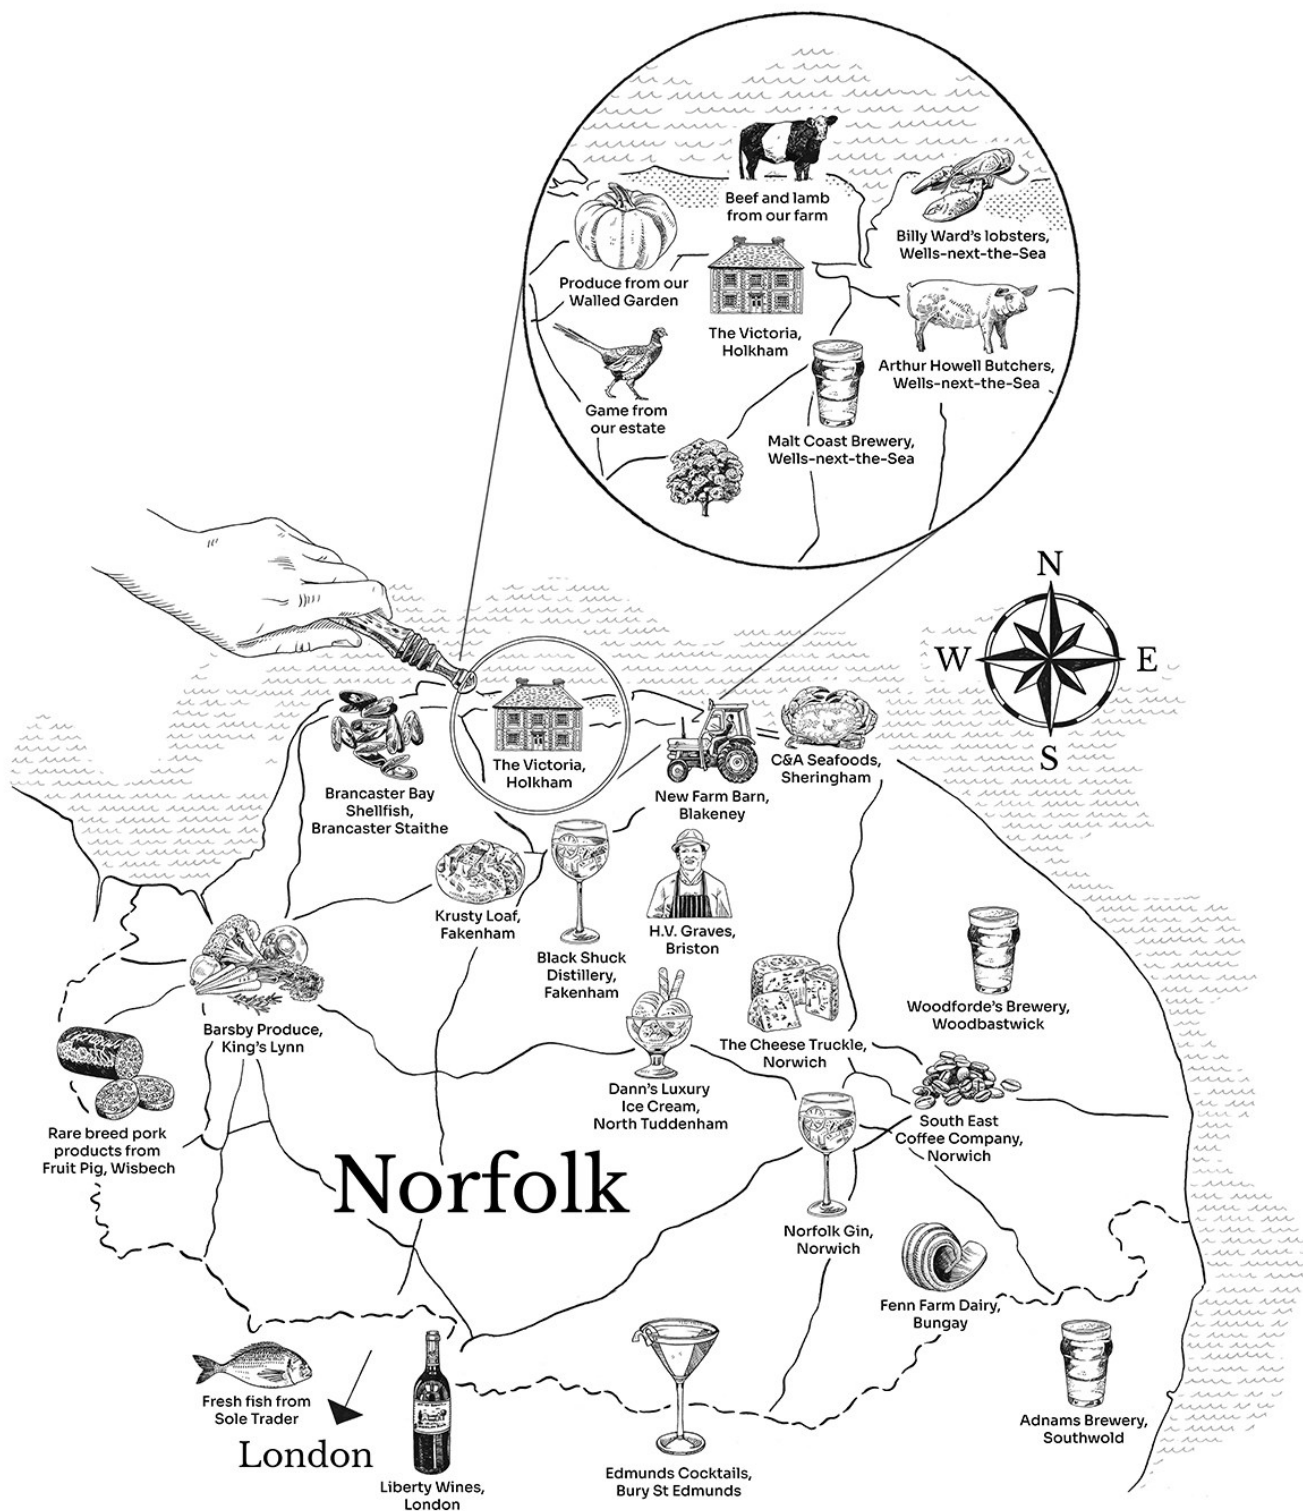 Beef and lamb
from our farm
Billy Ward's lobsters,
Wells-next-the-Sea
Produce from our
Walled Garden
The Victoria,
Holkham
Arthur Howell Butchers,
Wells-next-the-Sea
Game from
our estate
Malt Coast Brewery,
Wells-next-the-Sea
N
W
E
S
Brancaster Bay
Shellfish,
Brancaster Staithe
The Victoria,
Holkham
New Farm Barn,
Blakeney
C&A Seafoods,
Sheringham
Krusty Loaf,
Fakenham
Black Shuck
Distillery,
Fakenham
H.V. Graves,
Briston
Woodforde's Brewery,
Woodbastwick
Barsby Produce,
King's Lynn
The Cheese Truckle,
Norwich
Dann's Luxury
Ice Cream,
North Tuddenham
South East
Coffee Company,
Norwich
Rare breed pork
products from
Fruit Pig, Wisbech
Norfolk
Norfolk Gin,
Norwich
Fenn Farm Dairy,
Bungay
Fresh fish from
Sole Trader
London
Liberty Wines,
London
Edmunds Cocktails,
Bury St Edmunds
Adnams Brewery,
Southwold